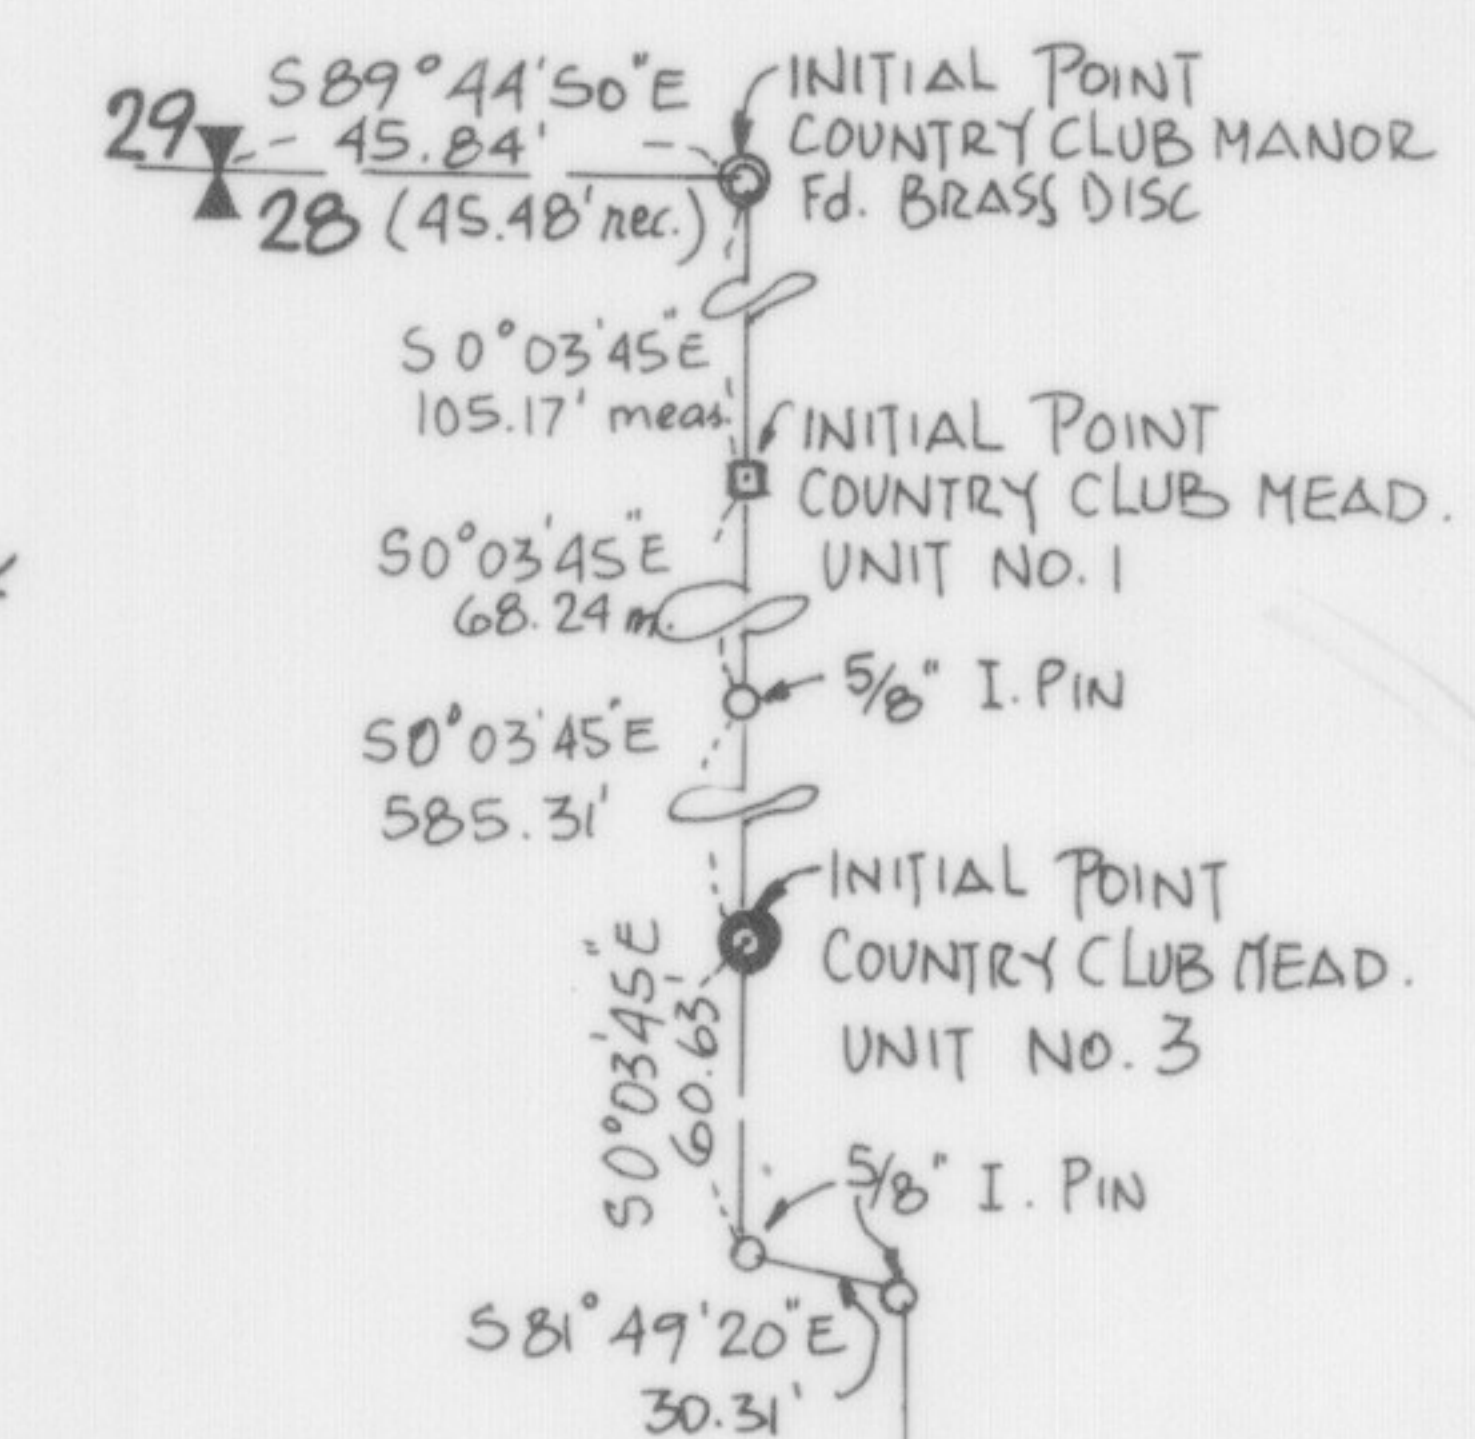 S89°44'50"E
29
45.84'
28 (45.48' rec.)
INITIAL POINT
COUNTRY CLUB MANOR
Fd. BRASS DISC
S0°03'45"E
105.17' meas.
INITIAL POINT
COUNTRY CLUB MEAD.
UNIT NO. 1
S0°03'45"E
68.24 m.
5/8" I. PIN
S0°03'45"E
585.31'
INITIAL POINT
COUNTRY CLUB MEAD.
UNIT NO. 3
S0°03'45"E
60.63'
5/8" I. PIN
S81°49'20"E
30.31'